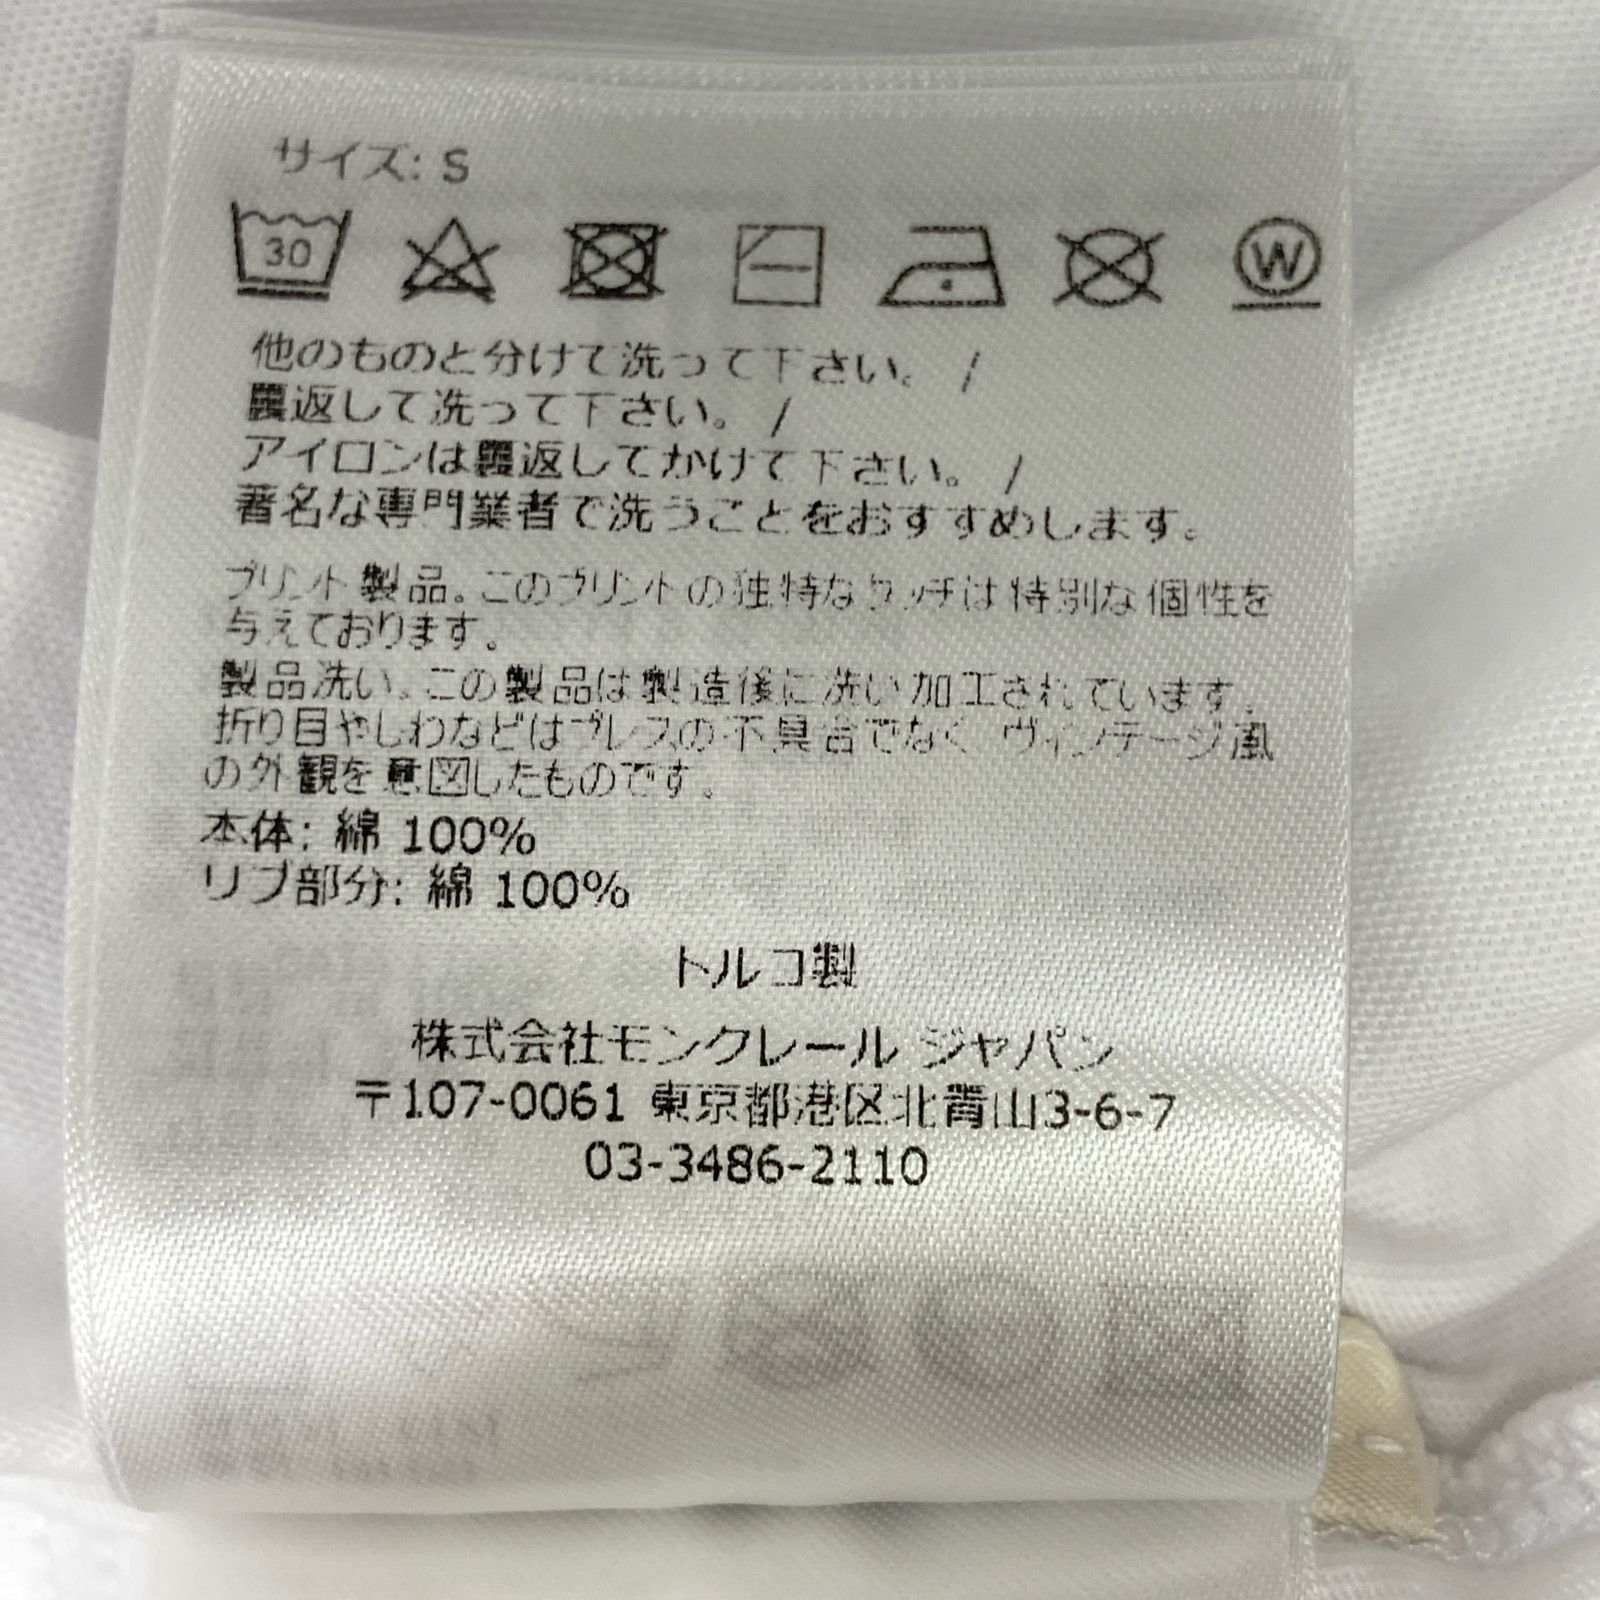 サイズ: S
30
W
他のものと分けて洗って下さい。 /
裏返して洗って下さい。 /
アイロンは裏返してかけて下さい。 /
著名な専門業者で洗うことをおすすめします。
プリント製品。このプリントの独特なタッチは特別な個性を
与えております。
製品洗い。この製品は製造後に洗い加工されています。
折り目やしわなどはプレスの不具合でなく、ヴィンテージ風
の外観を意図したものです。
本体: 綿 100%
リブ部分: 綿 100%
トルコ製
株式会社モンクレール ジャパン
〒107-0061 東京都港区北青山3-6-7
03-3486-2110